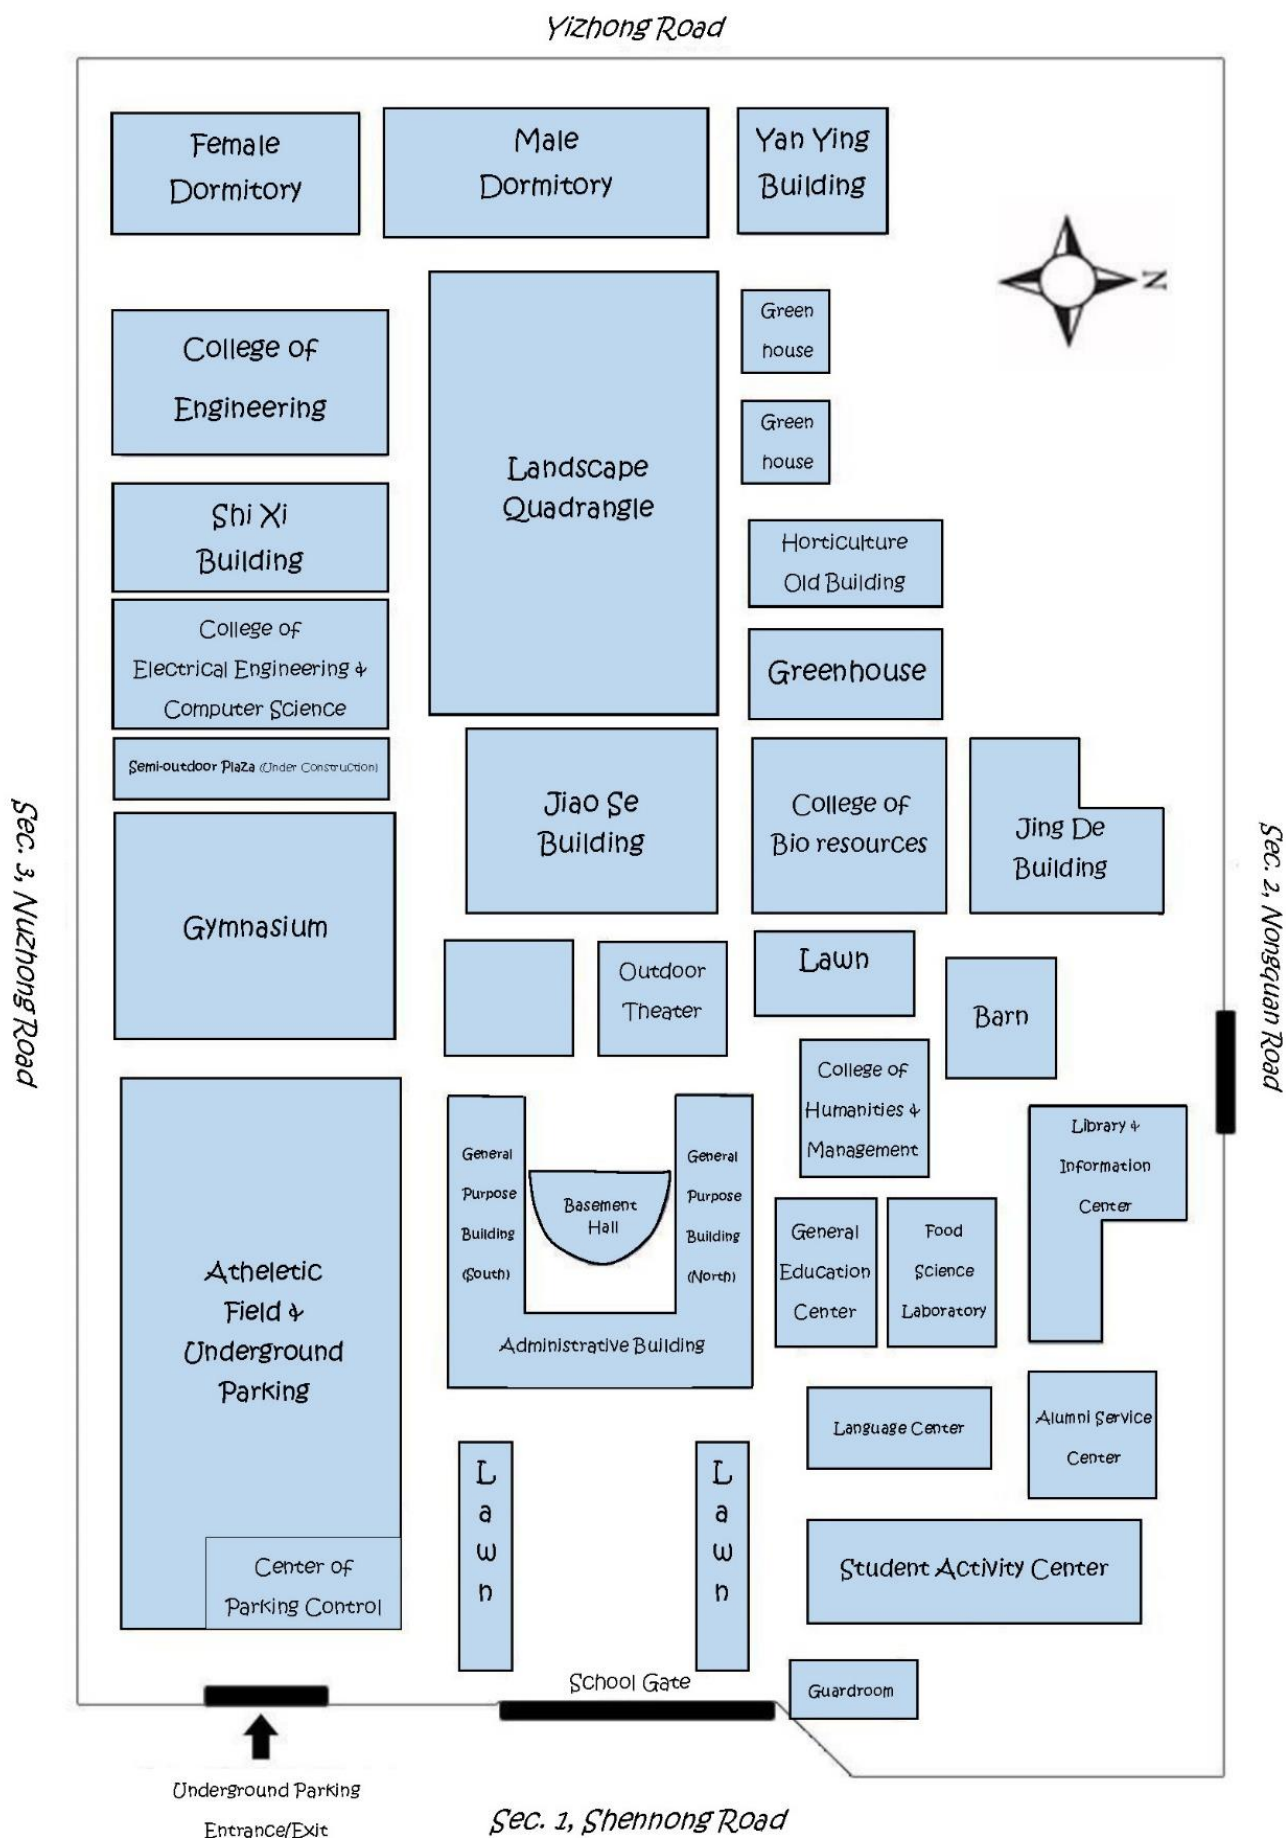 Yizhong Road
Female
Dormitory
Male
Dormitory
Yan Ying
Building
N
College of
Engineering
Landscape
Quadrangle
Green
house
Green
house
Shi Xi
Building
Horticulture
Old Building
College of
Electrical Engineering &
Computer Science
Greenhouse
Semi-outdoor Plaza (Under Construction)
Jiao Se
Building
College of
Bio resources
Jing De
Building
Sec. 3, Nuzhong Road
Sec. 2, Nongquan Road
Gymnasium
Outdoor
Theater
Lawn
Barn
College of
Humanities &
Management
Library &
Information
Center
General
Purpose
Building
(South)
Basement
Hall
General
Purpose
Building
(North)
General
Education
Center
Food
Science
Laboratory
Atheletic
Field &
Underground
Parking
Administrative Building
Language Center
Alumni Service
Center
Lawn
Lawn
Student Activity Center
Center of
Parking Control
School Gate
Guardroom
Underground Parking
Entrance/Exit
Sec. 1, Shennong Road